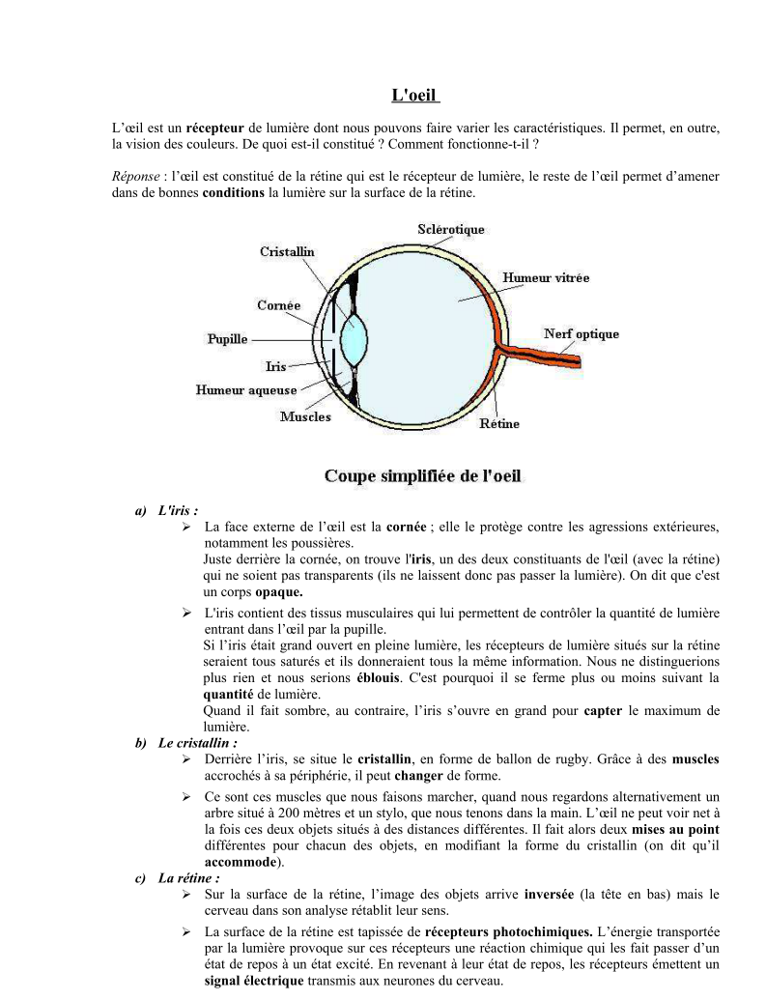 L'oeil
L’œil est un récepteur de lumière dont nous pouvons faire varier les caractéristiques. Il permet, en outre,
la vision des couleurs. De quoi est-il constitué ? Comment fonctionne-t-il ?
Réponse : l’œil est constitué de la rétine qui est le récepteur de lumière, le reste de l’œil permet d’amener
dans de bonnes conditions la lumière sur la surface de la rétine.
Sclérotique
Cristallin
Humeur vitrée
Cornée
Nerf optique
Pupille
Iris
Humeur aqueuse
Muscles
Rétine
Coupe simplifiée de l'oeil
a) L'iris :
➢ La face externe de l’œil est la cornée ; elle le protège contre les agressions extérieures,
notamment les poussières.
Juste derrière la cornée, on trouve l'iris, un des deux constituants de l'œil (avec la rétine)
qui ne soient pas transparents (ils ne laissent donc pas passer la lumière). On dit que c'est
un corps opaque.
➢ L'iris contient des tissus musculaires qui lui permettent de contrôler la quantité de lumière
entrant dans l’œil par la pupille.
Si l’iris était grand ouvert en pleine lumière, les récepteurs de lumière situés sur la rétine
seraient tous saturés et ils donneraient tous la même information. Nous ne distinguerions
plus rien et nous serions éblouis. C'est pourquoi il se ferme plus ou moins suivant la
quantité de lumière.
Quand il fait sombre, au contraire, l’iris s’ouvre en grand pour capter le maximum de
lumière.
b) Le cristallin :
➢ Derrière l’iris, se situe le cristallin, en forme de ballon de rugby. Grâce à des muscles
accrochés à sa périphérie, il peut changer de forme.
➢ Ce sont ces muscles que nous faisons marcher, quand nous regardons alternativement un
arbre situé à 200 mètres et un stylo, que nous tenons dans la main. L’œil ne peut voir net à
la fois ces deux objets situés à des distances différentes. Il fait alors deux mises au point
différentes pour chacun des objets, en modifiant la forme du cristallin (on dit qu’il
accommode).
c) La rétine :
➢ Sur la surface de la rétine, l’image des objets arrive inversée (la tête en bas) mais le
cerveau dans son analyse rétablit leur sens.
➢ La surface de la rétine est tapissée de récepteurs photochimiques. L’énergie transportée
par la lumière provoque sur ces récepteurs une réaction chimique qui les fait passer d’un
état de repos à un état excité. En revenant à leur état de repos, les récepteurs émettent un
signal électrique transmis aux neurones du cerveau.